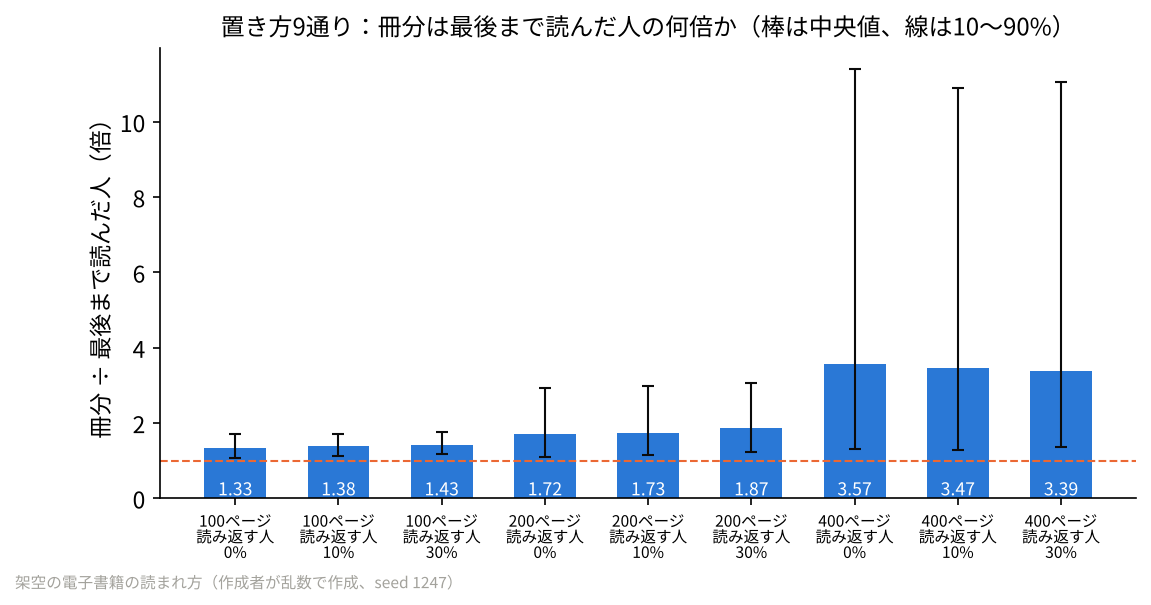 置き方9通り：冊分は最後まで読んだ人の何倍か（棒は中央値、線は10〜90%）
冊分 ÷ 最後まで読んだ人（倍）
10
8
6
4
2
0
1.33
1.38
1.43
1.72
1.73
1.87
3.57
3.47
3.39
100ページ
読み返す人
0%
100ページ
読み返す人
10%
100ページ
読み返す人
30%
200ページ
読み返す人
0%
200ページ
読み返す人
10%
200ページ
読み返す人
30%
400ページ
読み返す人
0%
400ページ
読み返す人
10%
400ページ
読み返す人
30%
架空の電子書籍の読まれ方（作成者が乱数で作成、seed 1247）